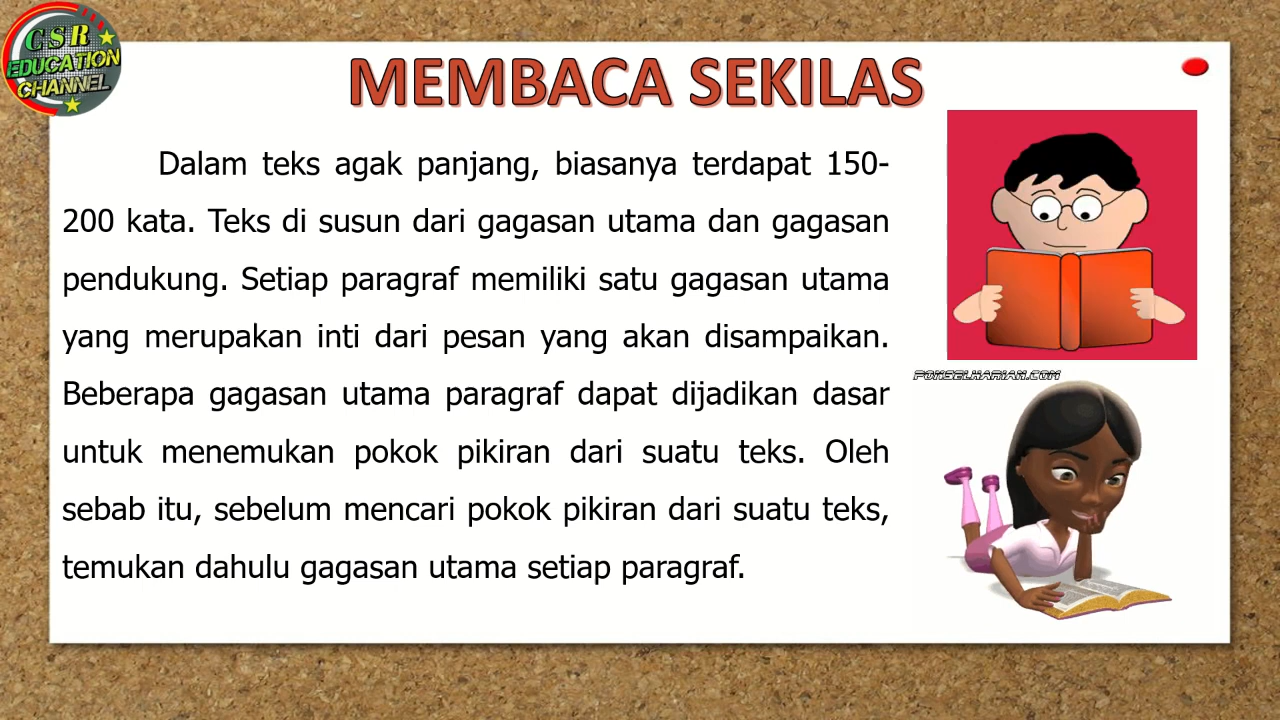 CSR
EDUCATION
CHANNEL
MEMBACA SEKILAS
Dalam teks agak panjang, biasanya terdapat 150-
200 kata. Teks di susun dari gagasan utama dan gagasan
pendukung. Setiap paragraf memiliki satu gagasan utama
yang merupakan inti dari pesan yang akan disampaikan.
Beberapa gagasan utama paragraf dapat dijadikan dasar
untuk menemukan pokok pikiran dari suatu teks. Oleh
sebab itu, sebelum mencari pokok pikiran dari suatu teks,
temukan dahulu gagasan utama setiap paragraf.
PONSELHARIAN.COM